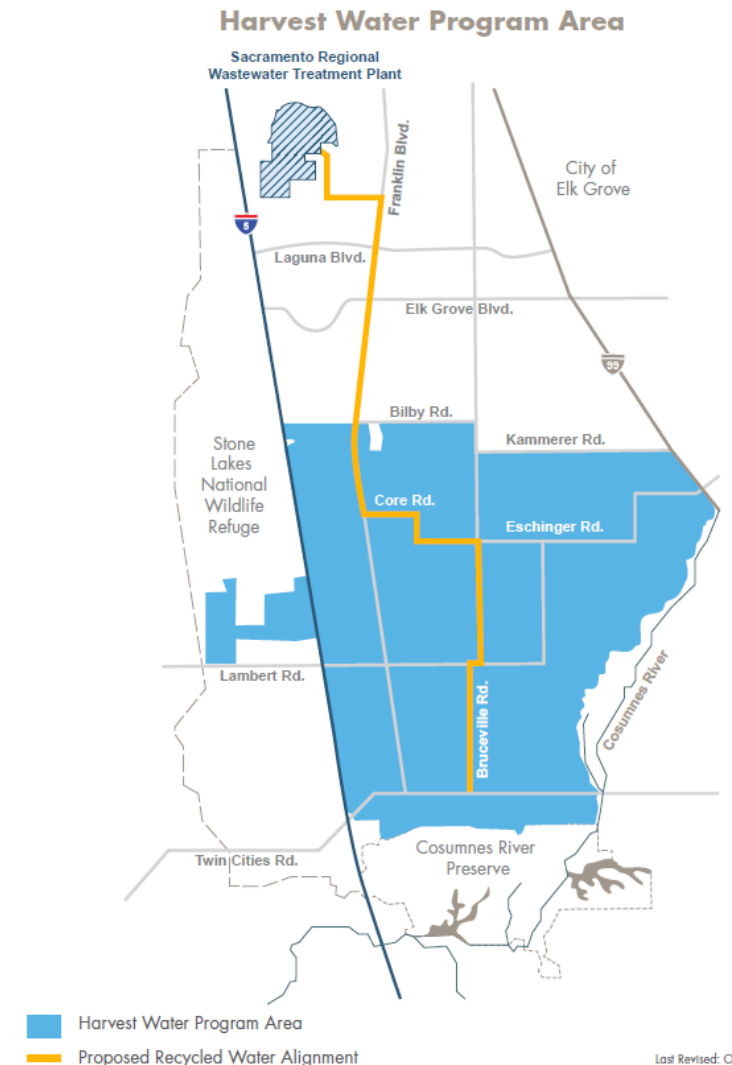 Harvest Water Program Area
Sacramento Regional
Wastewater Treatment Plant
Franklin Blvd.
City of
Elk Grove
5
Laguna Blvd.
Elk Grove Blvd.
99
Bilby Rd.
Kammerer Rd.
Stone
Lakes
National
Wildlife
Refuge
Core Rd.
Eschinger Rd.
Lambert Rd.
Bruceville Rd.
Cosumnes River
Twin Cities Rd.
Cosumnes River
Preserve
Harvest Water Program Area
Proposed Recycled Water Alignment
Last Revised: